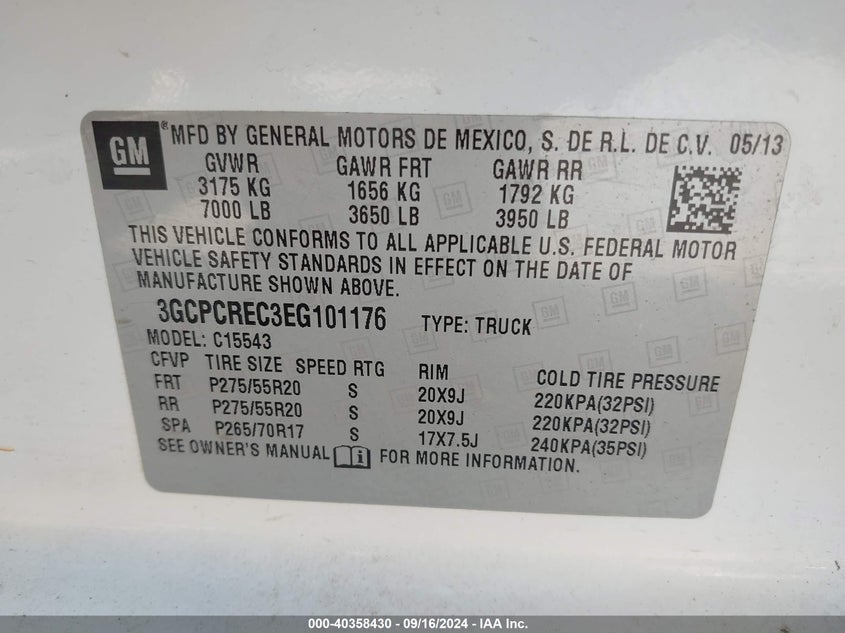 GM ® MFD BY GENERAL MOTORS DE MEXICO, S. DE R.L. DE C.V. 05/13
GVWR GAWR FRT GAWR RR
3175 KG 1656 KG 1792 KG
7000 LB 3650 LB 3950 LB
THIS VEHICLE CONFORMS TO ALL APPLICABLE U.S. FEDERAL MOTOR
VEHICLE SAFETY STANDARDS IN EFFECT ON THE DATE OF
MANUFACTURE SHOWN ABOVE.
3GCPCREC3EG101176 TYPE: TRUCK
MODEL: C15543
CFVP TIRE SIZE SPEED RTG RIM COLD TIRE PRESSURE
FRT P275/55R20 S 20X9J 220KPA(32PSI)
RR P275/55R20 S 20X9J 220KPA(32PSI)
SPA P265/70R17 S 17X7.5J 240KPA(35PSI)
SEE OWNER'S MANUAL FOR MORE INFORMATION.
000-40358430 - 09/16/2024 - IAA Inc.